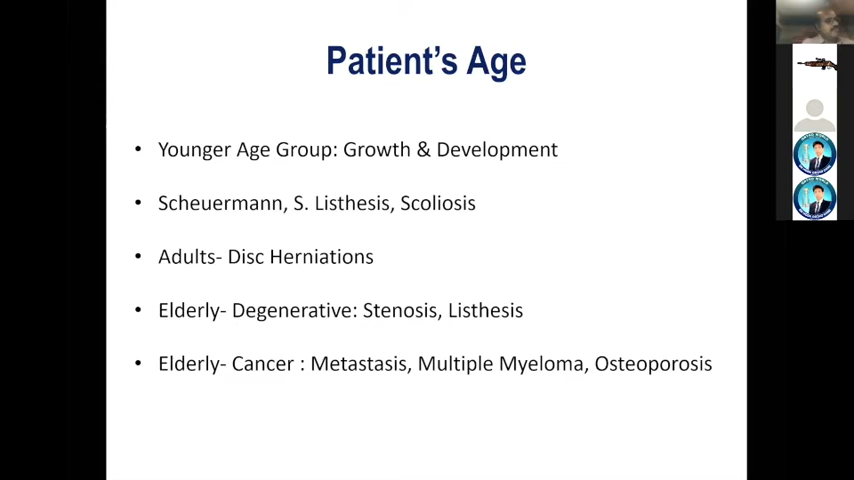 Patient's Age
• Younger Age Group: Growth & Development
• Scheuermann, S. Listhesis, Scoliosis
• Adults- Disc Herniations
• Elderly- Degenerative: Stenosis, Listhesis
• Elderly- Cancer : Metastasis, Multiple Myeloma, Osteoporosis